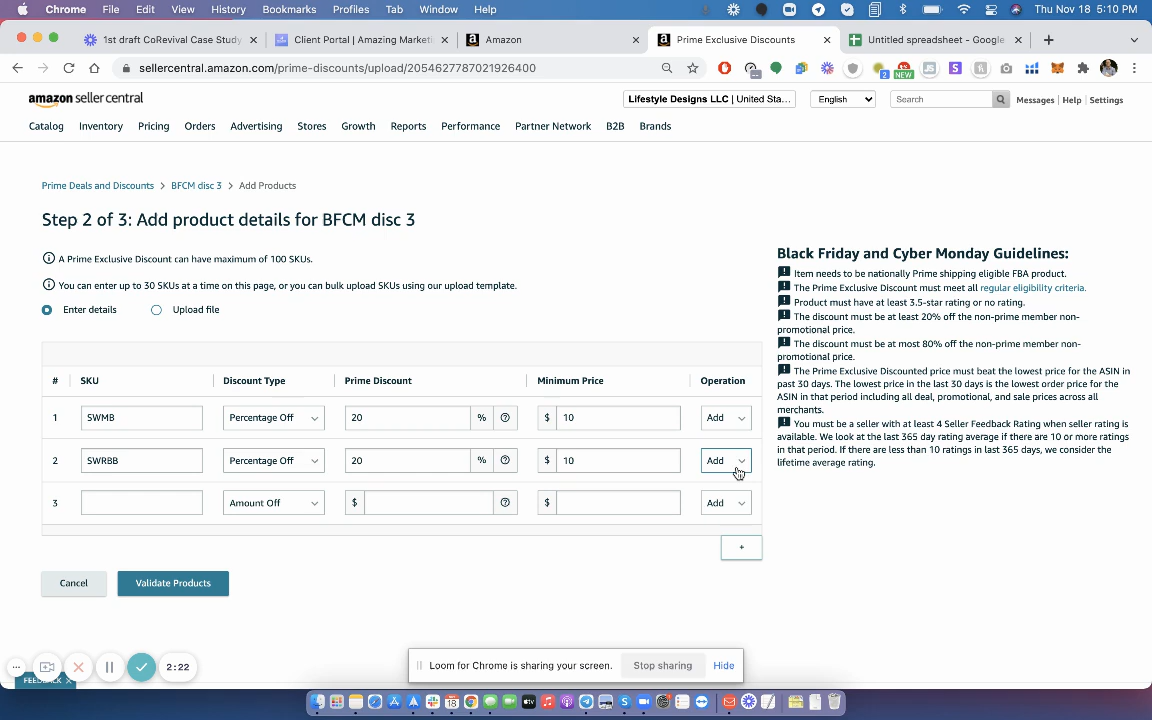 Chrome File Edit View History Bookmarks Profiles Tab Window Help Thu Nov 18 5:10 PM
1st draft CoRevival Case Study Client Portal | Amazing Marketi Amazon Prime Exclusive Discounts Untitled spreadsheet - Google
sellercentral.amazon.com/prime-discounts/upload/2054627787021926400
2 NEW JS S
amazon seller central Lifestyle Designs LLC | United Sta... English Search Messages | Help | Settings
Catalog Inventory Pricing Orders Advertising Stores Growth Reports Performance Partner Network B2B Brands
Prime Deals and Discounts > BFCM disc 3 > Add Products
Step 2 of 3: Add product details for BFCM disc 3
A Prime Exclusive Discount can have maximum of 100 SKUs.
You can enter up to 30 SKUs at a time on this page, or you can bulk upload SKUs using our upload template.
Enter details Upload file
# SKU Discount Type Prime Discount Minimum Price Operation
1 SWMB Percentage Off 20 % $ 10 Add
2 SWRBB Percentage Off 20 % $ 10 Add
3 Amount Off $ $ Add
+
Cancel Validate Products
Black Friday and Cyber Monday Guidelines:
Item needs to be nationally Prime shipping eligible FBA product.
The Prime Exclusive Discount must meet all regular eligibility criteria.
Product must have at least 3.5-star rating or no rating.
The discount must be at least 20% off the non-prime member non-
promotional price.
The discount must be at most 80% off the non-prime member non-
promotional price.
The Prime Exclusive Discounted price must beat the lowest price for the ASIN in
past 30 days. The lowest price in the last 30 days is the lowest order price for the
ASIN in that period including all deal, promotional, and sale prices across all
merchants.
You must be a seller with at least 4 Seller Feedback Rating when seller rating is
available. We look at the last 365 day rating average if there are 10 or more ratings
in that period. If there are less than 10 ratings in last 365 days, we consider the
lifetime average rating.
2:22
FEEDBACK X
Loom for Chrome is sharing your screen. Stop sharing Hide
18